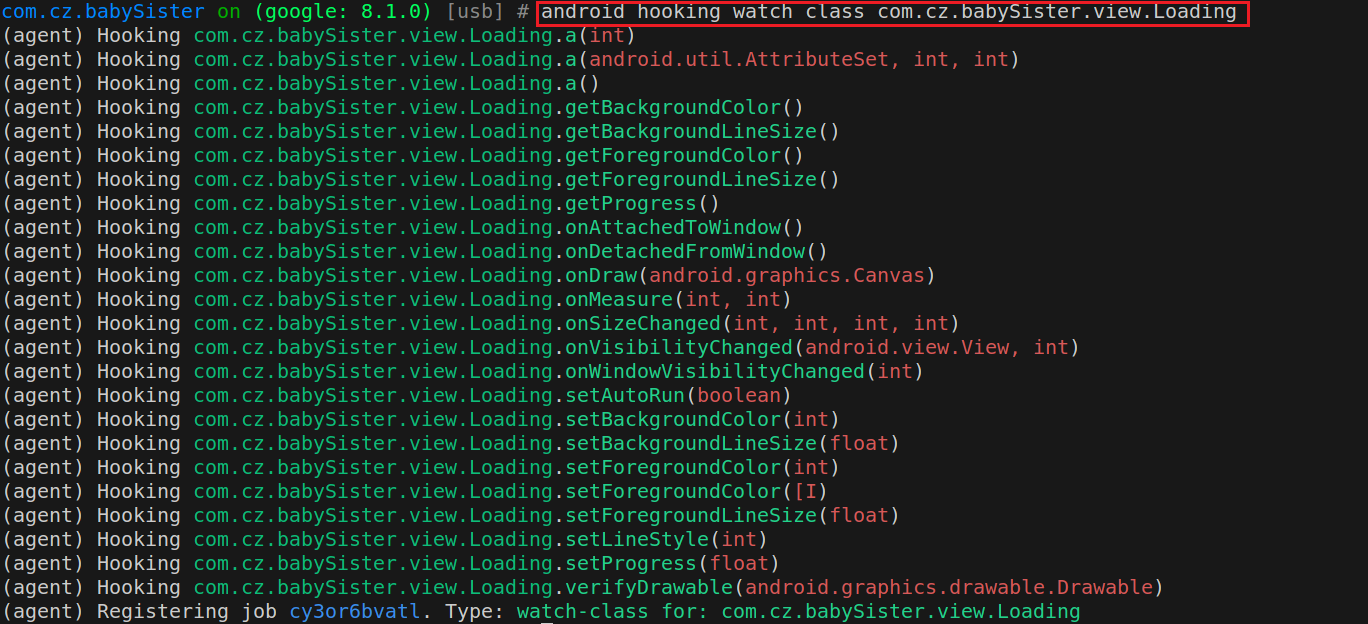 com.cz.babySister on (google: 8.1.0) [usb] # android hooking watch class com.cz.babySister.view.Loading
(agent) Hooking com.cz.babySister.view.Loading.a(int)
(agent) Hooking com.cz.babySister.view.Loading.a(android.util.AttributeSet, int, int)
(agent) Hooking com.cz.babySister.view.Loading.a()
(agent) Hooking com.cz.babySister.view.Loading.getBackgroundColor()
(agent) Hooking com.cz.babySister.view.Loading.getBackgroundLineSize()
(agent) Hooking com.cz.babySister.view.Loading.getForegroundColor()
(agent) Hooking com.cz.babySister.view.Loading.getForegroundLineSize()
(agent) Hooking com.cz.babySister.view.Loading.getProgress()
(agent) Hooking com.cz.babySister.view.Loading.onAttachedToWindow()
(agent) Hooking com.cz.babySister.view.Loading.onDetachedFromWindow()
(agent) Hooking com.cz.babySister.view.Loading.onDraw(android.graphics.Canvas)
(agent) Hooking com.cz.babySister.view.Loading.onMeasure(int, int)
(agent) Hooking com.cz.babySister.view.Loading.onSizeChanged(int, int, int, int)
(agent) Hooking com.cz.babySister.view.Loading.onVisibilityChanged(android.view.View, int)
(agent) Hooking com.cz.babySister.view.Loading.onWindowVisibilityChanged(int)
(agent) Hooking com.cz.babySister.view.Loading.setAutoRun(boolean)
(agent) Hooking com.cz.babySister.view.Loading.setBackgroundColor(int)
(agent) Hooking com.cz.babySister.view.Loading.setBackgroundLineSize(float)
(agent) Hooking com.cz.babySister.view.Loading.setForegroundColor(int)
(agent) Hooking com.cz.babySister.view.Loading.setForegroundColor([I)
(agent) Hooking com.cz.babySister.view.Loading.setForegroundLineSize(float)
(agent) Hooking com.cz.babySister.view.Loading.setLineStyle(int)
(agent) Hooking com.cz.babySister.view.Loading.setProgress(float)
(agent) Hooking com.cz.babySister.view.Loading.verifyDrawable(android.graphics.drawable.Drawable)
(agent) Registering job cy3or6bvatl. Type: watch-class for: com.cz.babySister.view.Loading